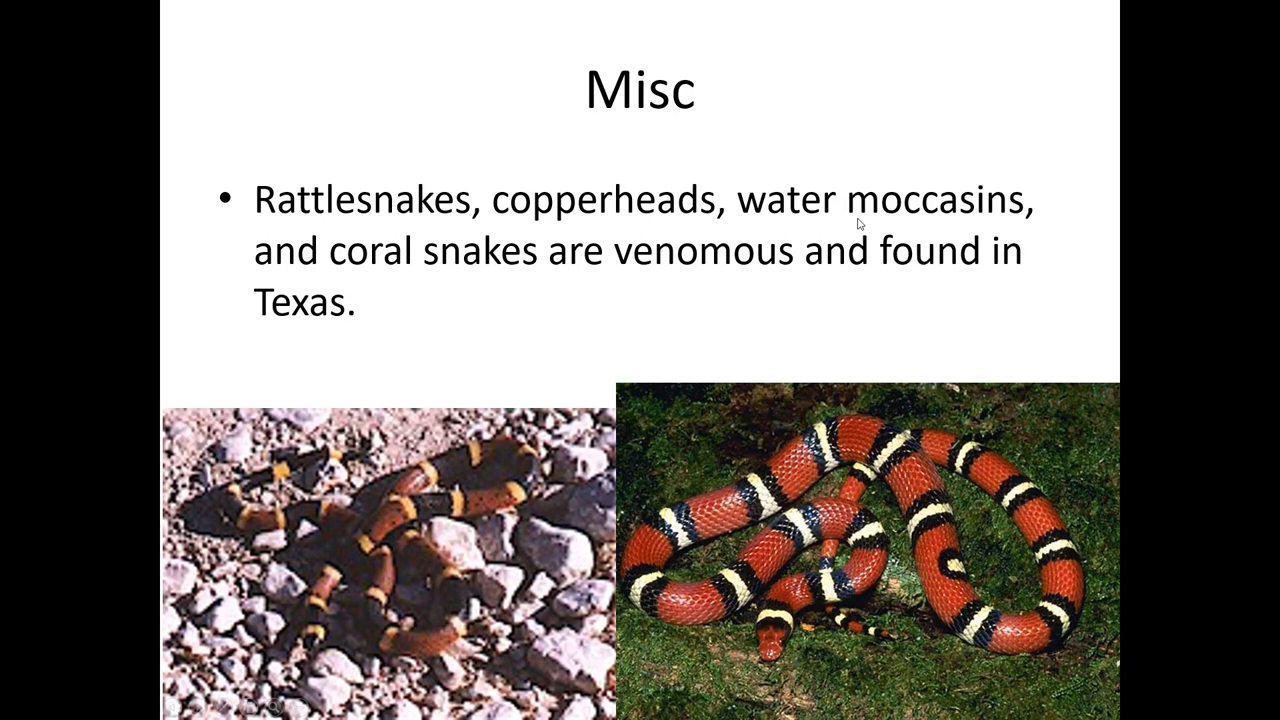 Misc
• Rattlesnakes, copperheads, water moccasins,
and coral snakes are venomous and found in
Texas.